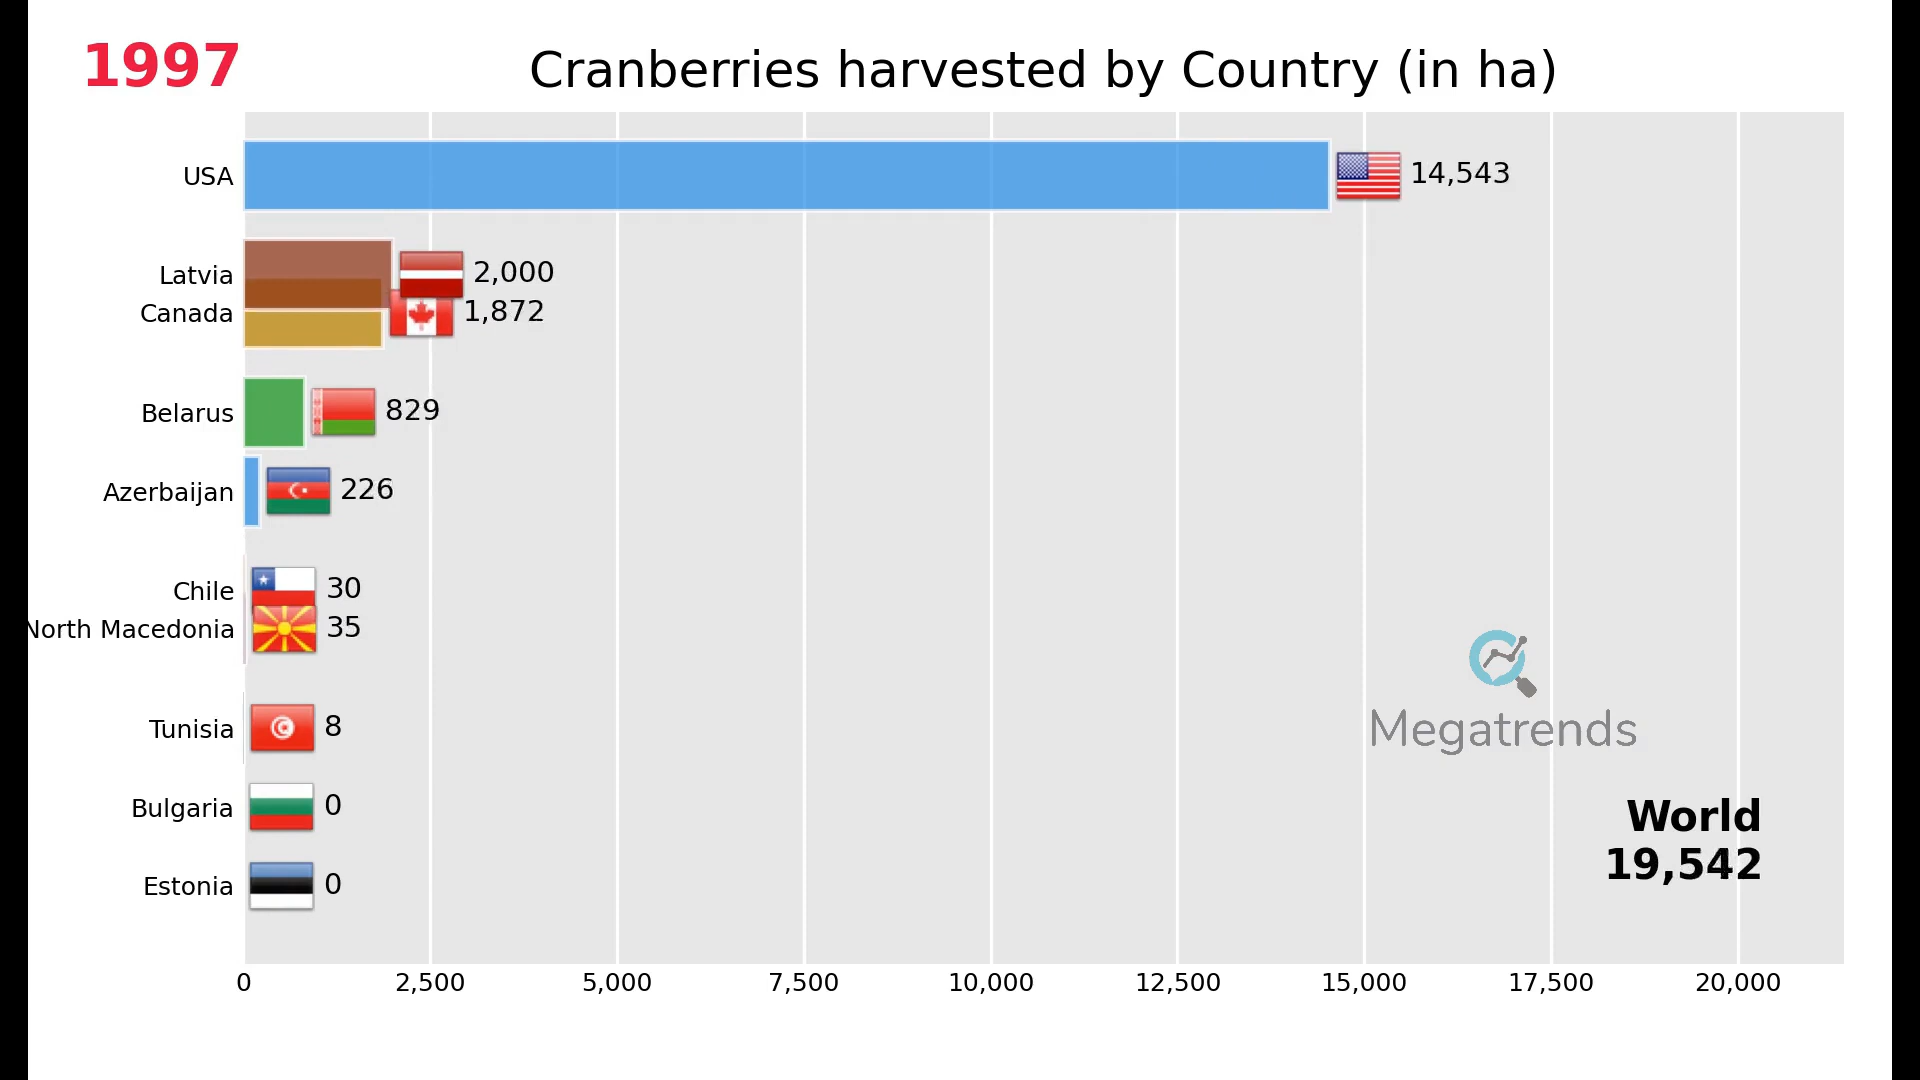 1997
Cranberries harvested by Country (in ha)
USA 14,543
Latvia 2,000
Canada 1,872
Belarus 829
Azerbaijan 226
Chile 30
North Macedonia 35
Tunisia 8
Bulgaria 0
Estonia 0
Megatrends
World
19,542
0 2,500 5,000 7,500 10,000 12,500 15,000 17,500 20,000